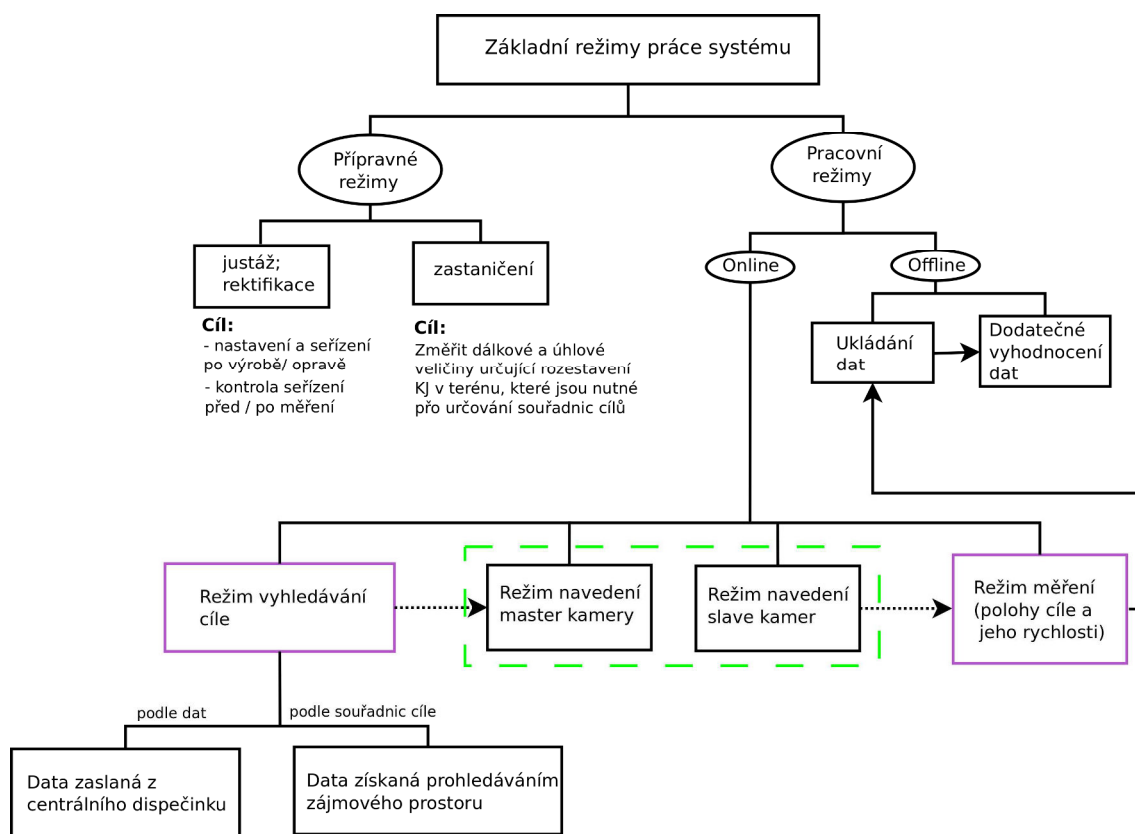 Základní režimy práce systému
Přípravné
režimy
Pracovní
režimy
justáž;
rektifikace
zastaničení
Online
Offline
Cíl:
- nastavení a seřízení
po výrobě/ opravě
- kontrola seřízení
před / po měření
Cíl:
Změřit dálkové a úhlové
veličiny určující rozestavení
KJ v terénu, které jsou nutné
přo určování souřadnic cílů
Ukládání
dat
Dodatečné
vyhodnocení
dat
Režim vyhledávání
cíle
Režim navedení
master kamery
Režim navedení
slave kamer
Režim měření
(polohy cíle a
jeho rychlosti)
podle dat
podle souřadnic cíle
Data zaslaná z
centrálního dispečinku
Data získaná prohledáváním
zájmového prostoru